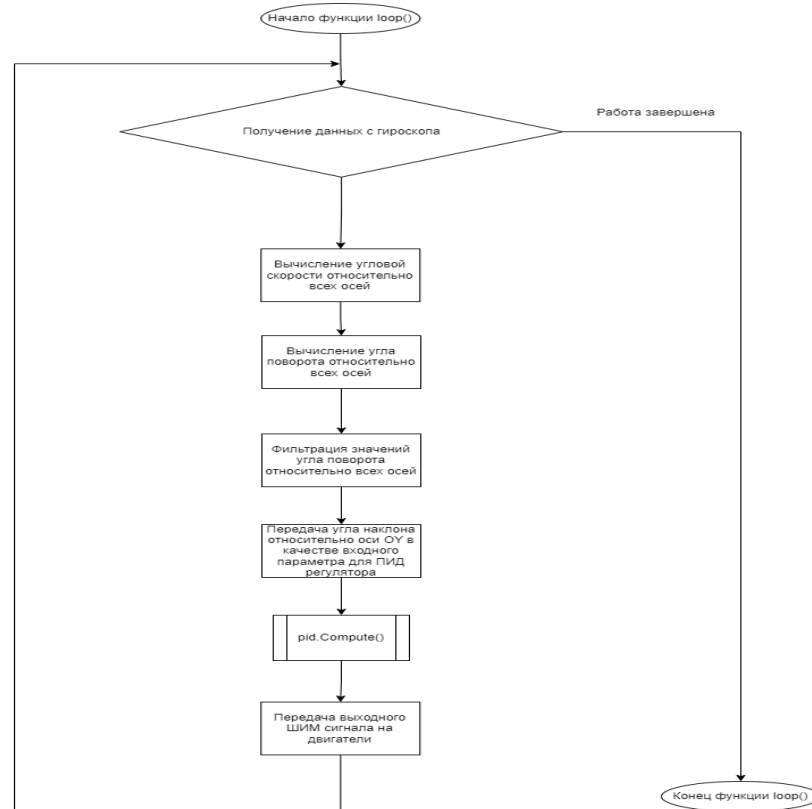 Начало функции loop()
Получение данных с гироскопа
Работа завершена
Вычисление угловой
скорости относительно
всех осей
Вычисление угла
поворота относительно
всех осей
Фильтрация значений
угла поворота
относительно всех осей
Передача угла наклона
относительно оси OY в
качестве входного
параметра для ПИД
регулятора
pid.Compute()
Передача выходного
ШИМ сигнала на
двигатели
Конец функции loop()